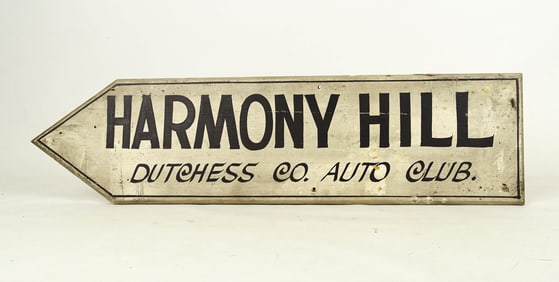 HARMONY HILL
DUTCHESS CO. AUTO CLUB.